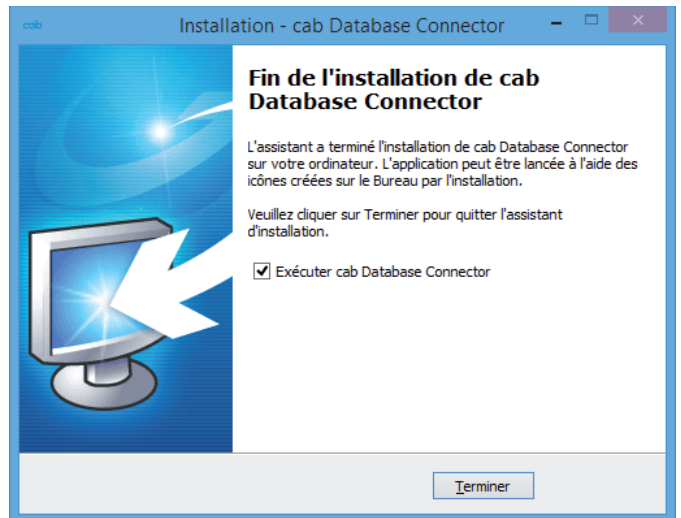 cab
Installation - cab Database Connector
Fin de l'installation de cab
Database Connector
L'assistant a terminé l'installation de cab Database Connector
sur votre ordinateur. L'application peut être lancée à l'aide des
icônes créées sur le Bureau par l'installation.
Veuillez cliquer sur Terminer pour quitter l'assistant
d'installation.
Exécuter cab Database Connector
Terminer